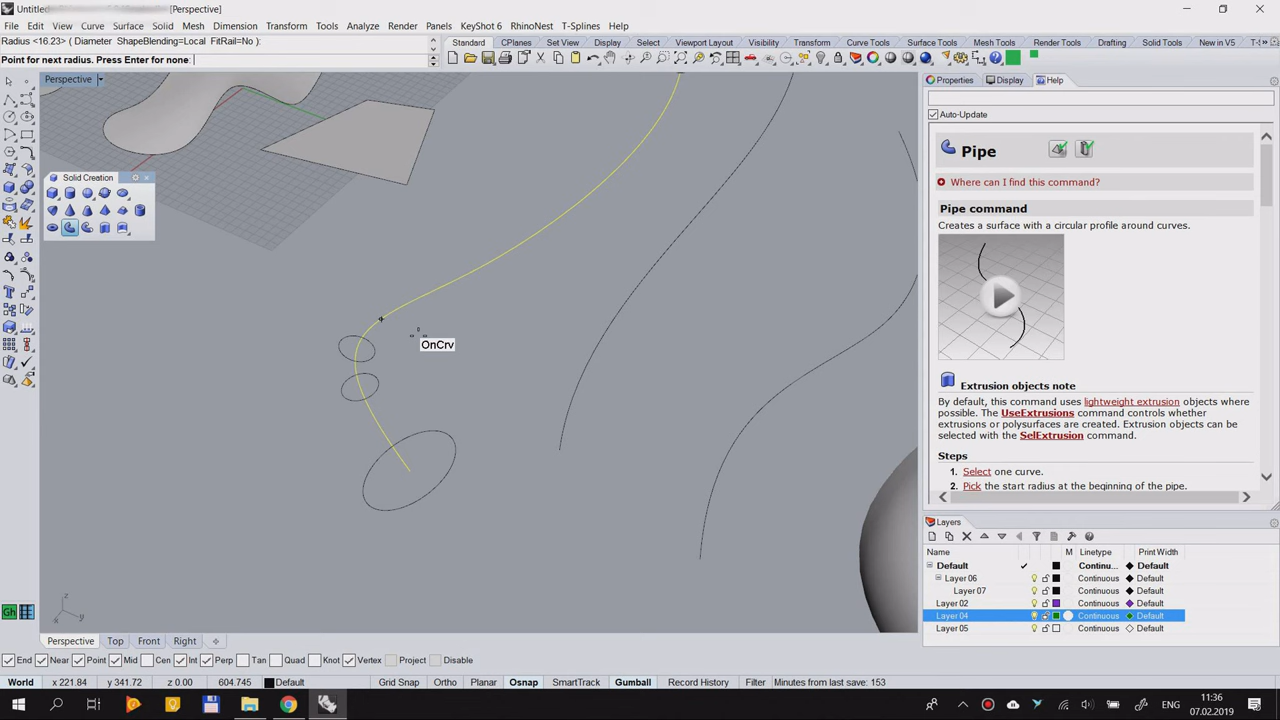 Untitled
[Perspective]
File Edit View Curve Surface Solid Mesh Dimension Transform Tools Analyze Render Panels KeyShot 6 RhinoNest T-Splines Help
Radius <16.23> ( Diameter ShapeBlending=Local FitRail=No ):
Point for next radius. Press Enter for none:
Standard CPlanes Set View Display Select Viewport Layout Visibility Transform Curve Tools Surface Tools Mesh Tools Render Tools Drafting Solid Tools New in V5
Perspective
Solid Creation
OnCrv
z
x y
Gh
Properties Display Help
Auto-Update
Pipe
Where can I find this command?
Pipe command
Creates a surface with a circular profile around curves.
Extrusion objects note
By default, this command uses lightweight extrusion objects where
possible. The UseExtrusions command controls whether
extrusions or polysurfaces are created. Extrusion objects can be
selected with the SelExtrusion command.
Steps
1. Select one curve.
2. Pick the start radius at the beginning of the pipe.
Layers
Name M Linetype Print Width
Default Continu... Default
Layer 06 Continuous Default
Layer 07 Continuous Default
Layer 02 Continuous Default
Layer 04 Continuous Default
Layer 05 Continuous Default
Perspective Top Front Right
End Near Point Mid Cen Int Perp Tan Quad Knot Vertex Project Disable
World x 221.84 y 341.72 z 0.00 604.745 Default Grid Snap Ortho Planar Osnap SmartTrack Gumball Record History Filter Minutes from last save: 153
ENG
11:36
07.02.2019